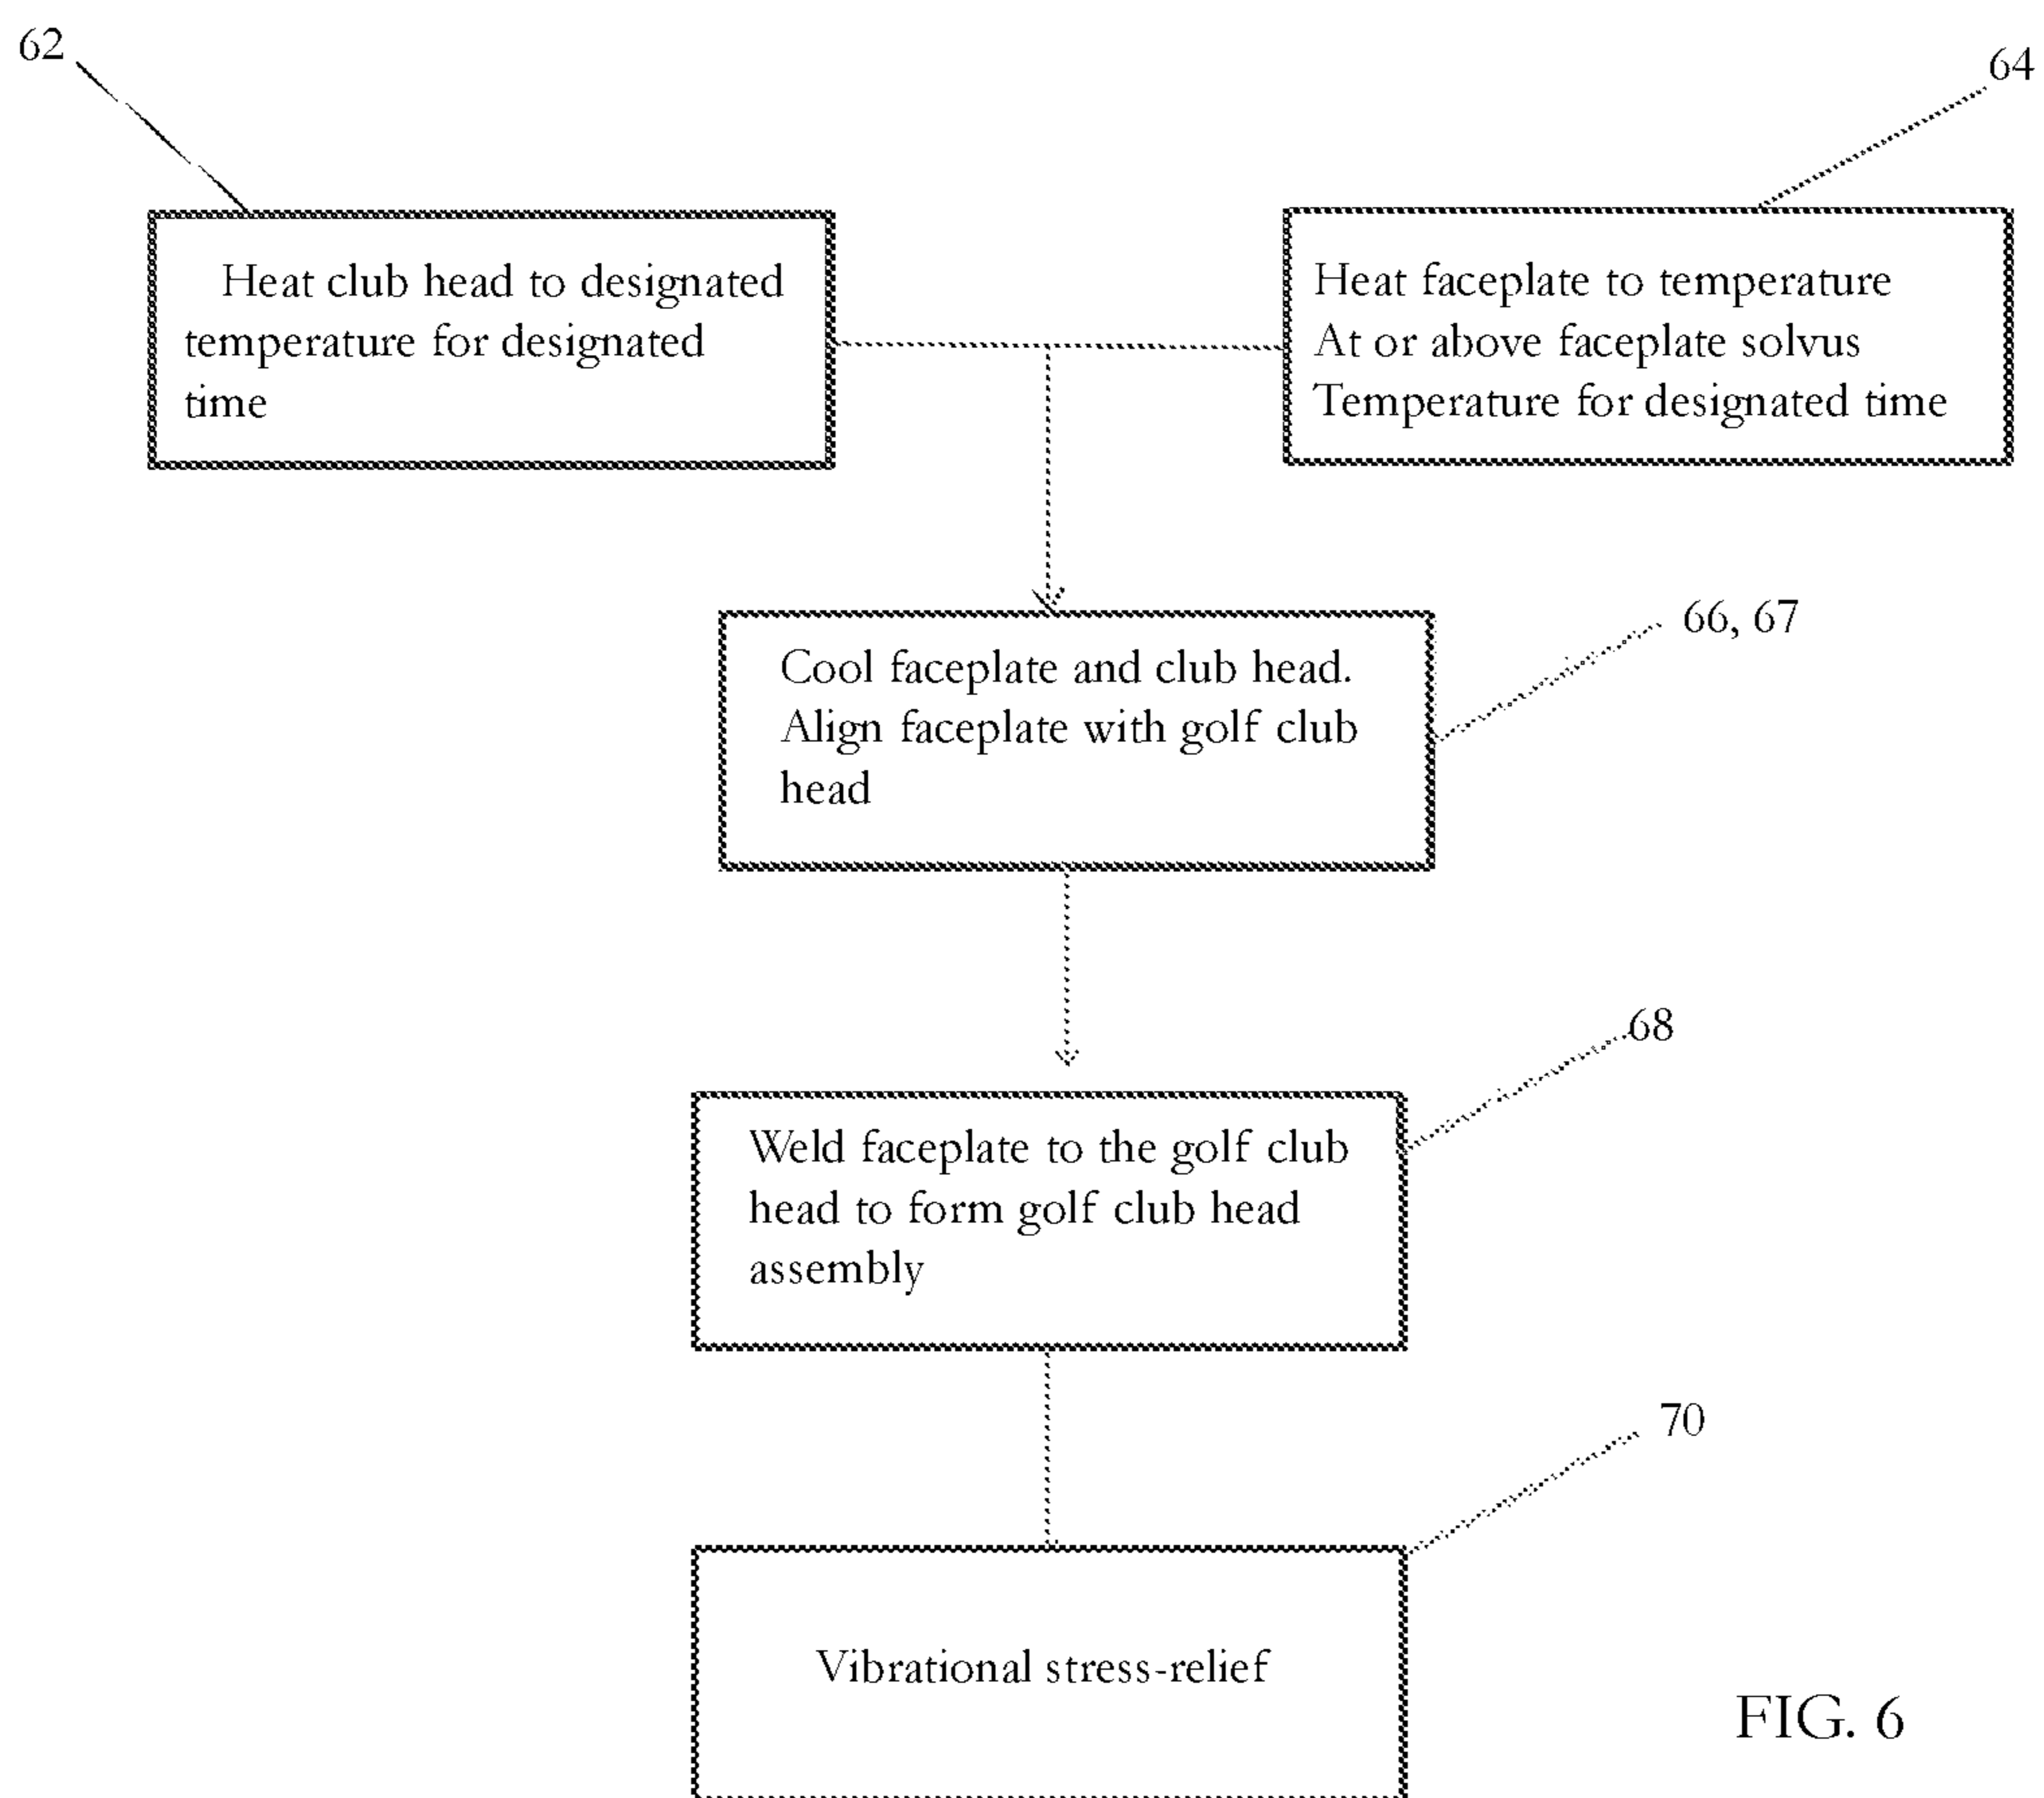 62
64
Heat club head to designated
temperature for designated
time
Heat faceplate to temperature
At or above faceplate solvus
Temperature for designated time
66, 67
Cool faceplate and club head.
Align faceplate with golf club
head
68
Weld faceplate to the golf club
head to form golf club head
assembly
70
Vibrational stress-relief
FIG. 6